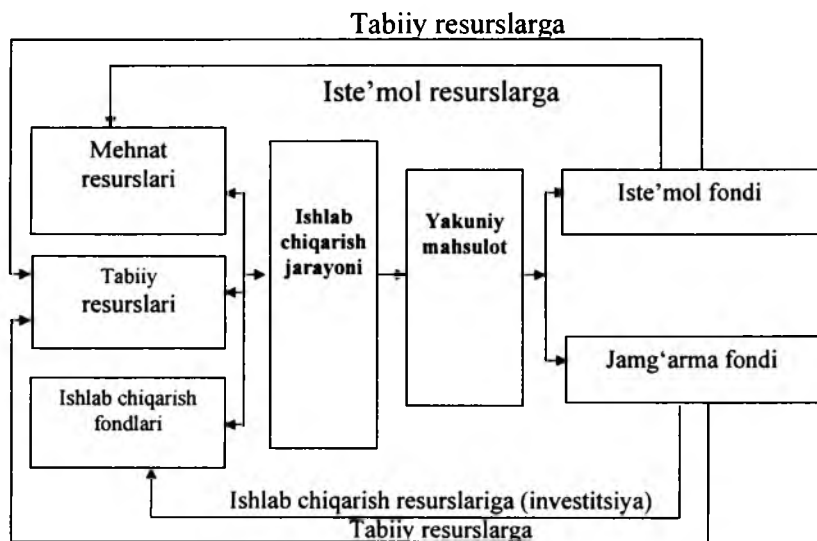 Tabiiy resurslarga
Iste’mol resurslarga
Mehnat
resurslari
Tabiiy
resurslari
Ishlab chiqarish
fondlari
Ishlab
chiqarish
jarayoni
Yakuniy
mahsulot
Iste’mol fondi
Jamg‘arma fondi
Ishlab chiqarish resurslariga (investitsiya)
Tabiiy resurslarga